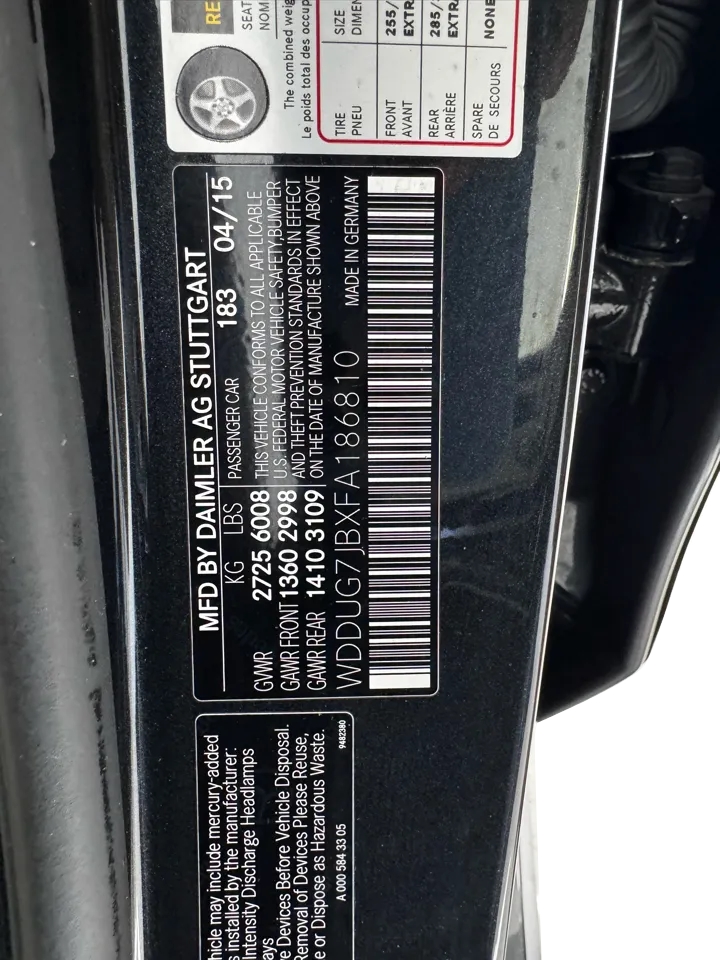 MFD BY DAIMLER AG STUTTGART
KG LBS PASSENGER CAR 183 04/15
GVWR 2725 6008
GAWR FRONT 1360 2998
GAWR REAR 1410 3109
THIS VEHICLE CONFORMS TO ALL APPLICABLE
U.S. FEDERAL MOTOR VEHICLE SAFETY,BUMPER
AND THEFT PREVENTION STANDARDS IN EFFECT
ON THE DATE OF MANUFACTURE SHOWN ABOVE
WDDUG7JBXFA186810 MADE IN GERMANY
RE
SEAT
NOM
The combined weig
Le poids total des occup
TIRE SIZE
PNEU DIMEN
FRONT 255/
AVANT EXTR
REAR 285/
ARRIÈRE EXTRA
SPARE NONE
DE SECOURS
hicle may include mercury-added
s installed by the manufacturer:
Intensity Discharge Headlamps
ays
e Devices Before Vehicle Disposal.
Removal of Devices Please Reuse,
e or Dispose as Hazardous Waste.
A 000 584 33 05 9482380